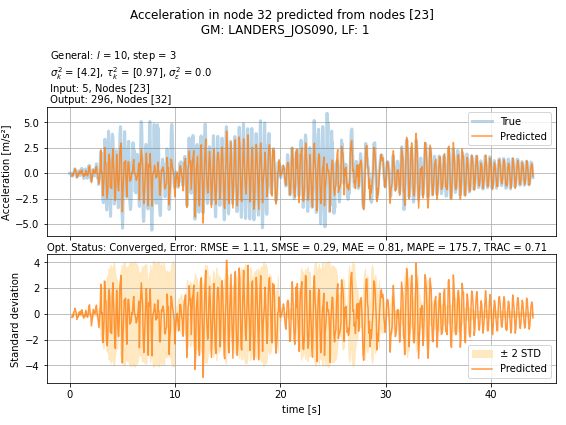 Acceleration in node 32 predicted from nodes [23]
GM: LANDERS_JOS090, LF: 1
General: l = 10, step = 3
σ²ₖ = [4.2], τ²ₖ = [0.97], σ²ₑ = 0.0
Input: 5, Nodes [23]
Output: 296, Nodes [32]
Acceleration [m/s²]
5.0
2.5
0.0
−2.5
−5.0
True
Predicted
Opt. Status: Converged, Error: RMSE = 1.11, SMSE = 0.29, MAE = 0.81, MAPE = 175.7, TRAC = 0.71
Standard deviation
4
2
0
−2
−4
± 2 STD
Predicted
0 10 20 30 40
time [s]